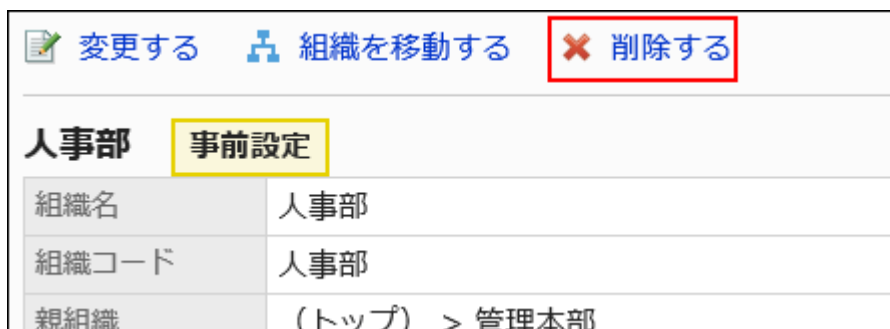 変更する 組織を移動する 削除する
人事部 事前設定
組織名 人事部
組織コード 人事部
親組織 （トップ） > 管理本部